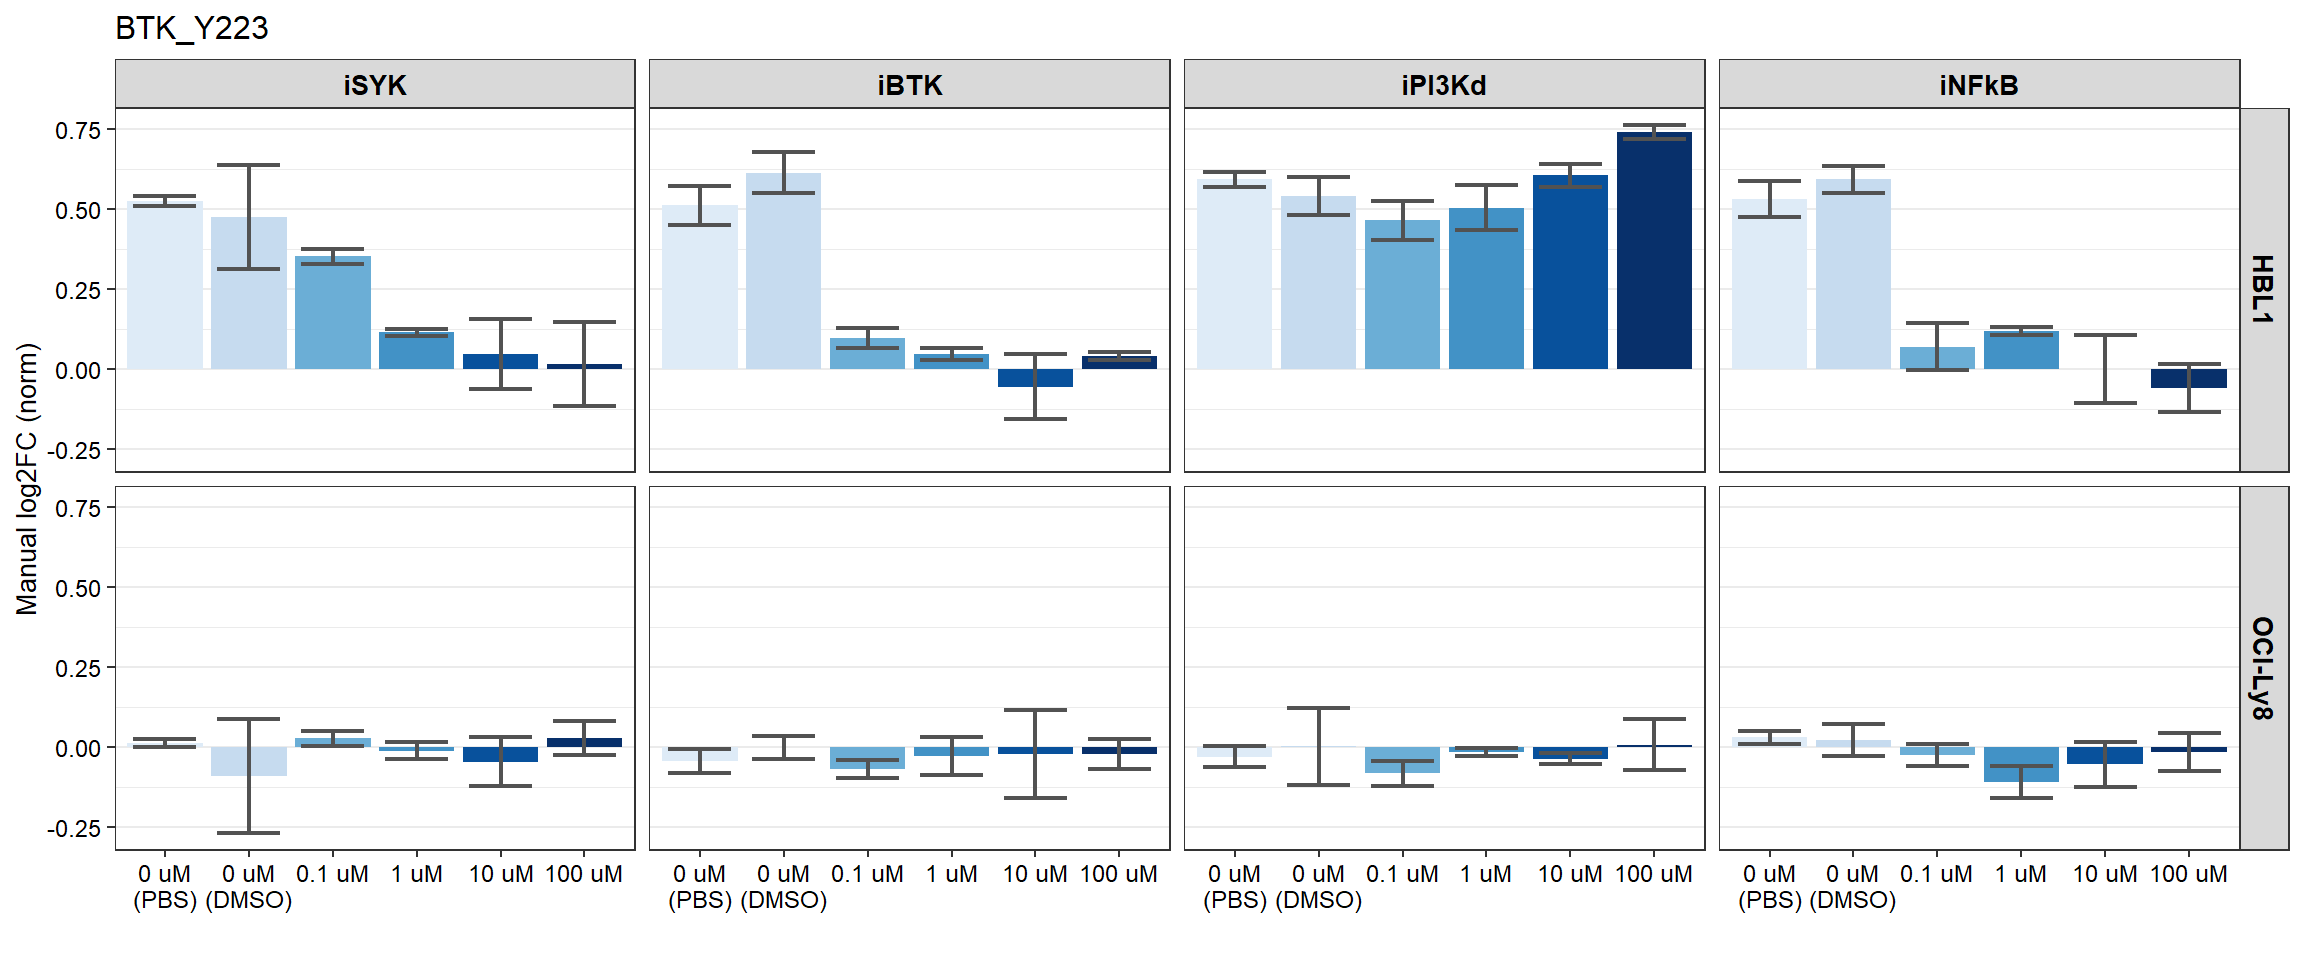 BTK_Y223
iSYK iBTK iPI3Kd iNFkB
Manual log2FC (norm)
0.75
0.50
0.25
0.00
-0.25
HBL1
0.75
0.50
0.25
0.00
-0.25
OCI-Ly8
0 uM 0 uM 0.1 uM 1 uM 10 uM 100 uM 0 uM 0 uM 0.1 uM 1 uM 10 uM 100 uM 0 uM 0 uM 0.1 uM 1 uM 10 uM 100 uM 0 uM 0 uM 0.1 uM 1 uM 10 uM 100 uM
(PBS) (DMSO) (PBS) (DMSO) (PBS) (DMSO) (PBS) (DMSO)